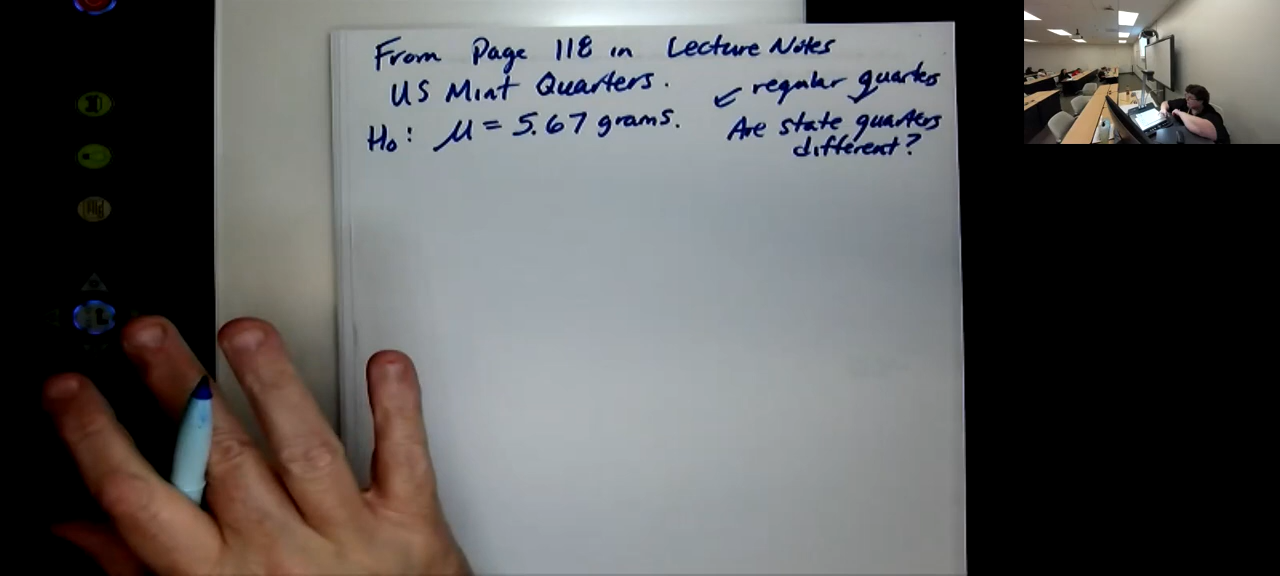 From Page 118 in Lecture Notes
US Mint Quarters.
↙ regular quarters
H₀: μ = 5.67 grams.
Are state quarters
different?